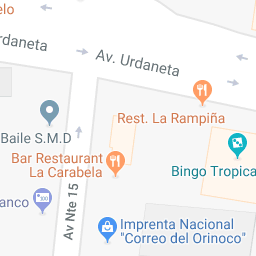 elo
rdaneta
Av. Urdaneta
Rest. La Rampiña
Baile S.M.D
Bar Restaurant
La Carabela
Bingo Tropica
anco
Av Nte 15
Imprenta Nacional
"Correo del Orinoco"